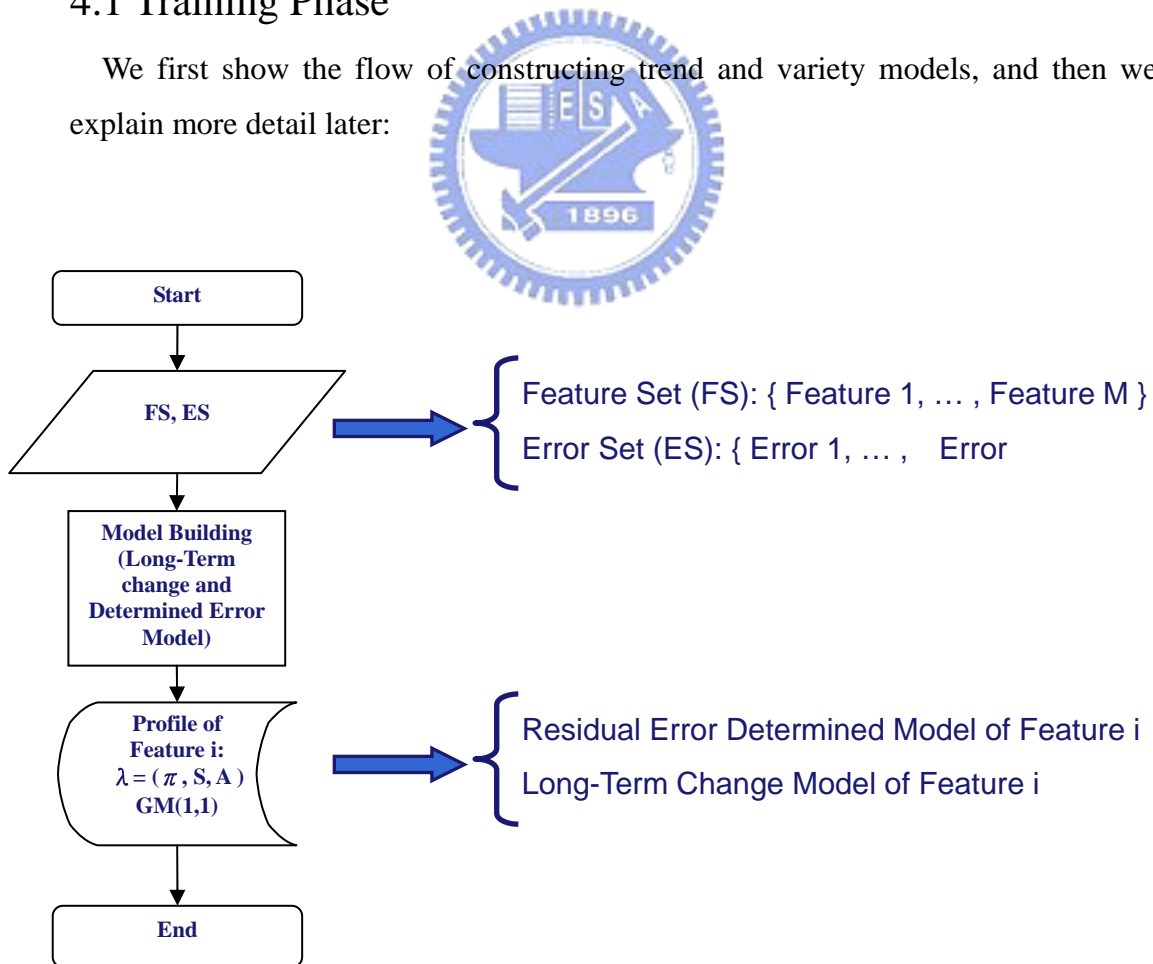 4.1 Training Phase
We first show the flow of constructing trend and variety models, and then we
explain more detail later:
E S A
1896
Start
FS, ES
Feature Set (FS): { Feature 1, … , Feature M }
Error Set (ES): { Error 1, … , Error
Model Building
(Long-Term
change and
Determined Error
Model)
Profile of
Feature i:
λ = ( π , S, A )
GM(1,1)
Residual Error Determined Model of Feature i
Long-Term Change Model of Feature i
End